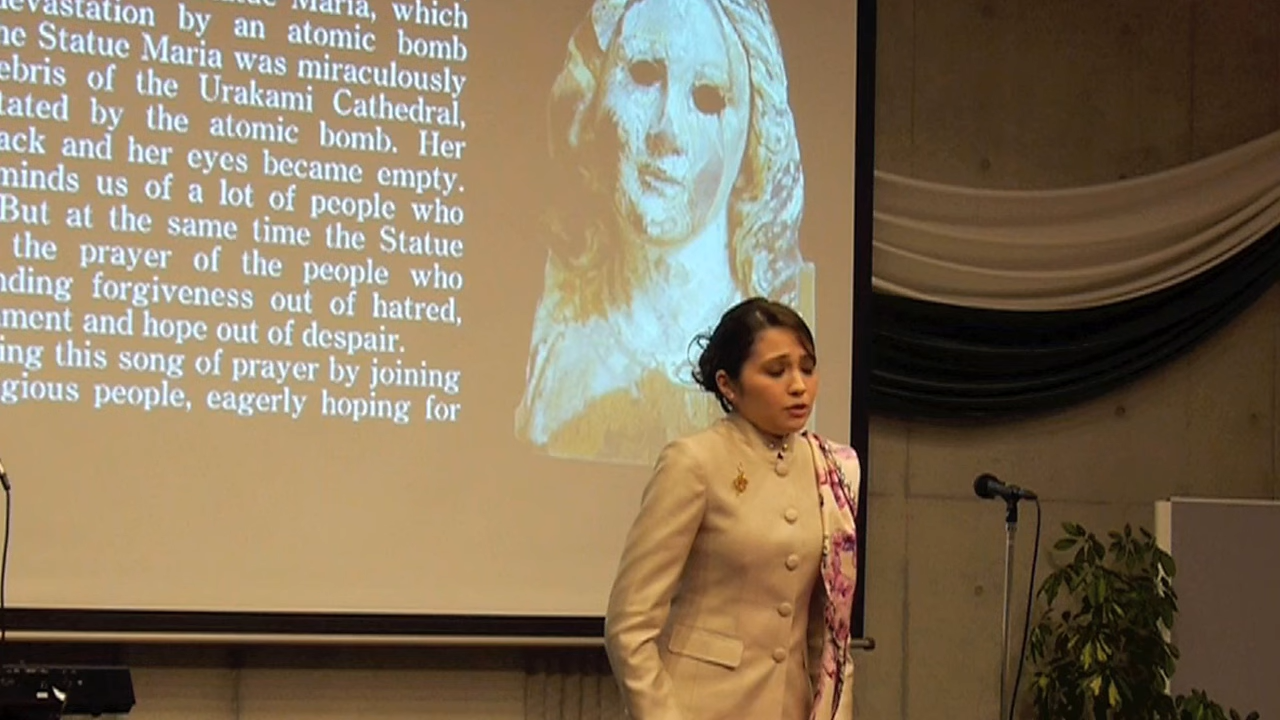 Maria, which
devastation by an atomic bomb
Statue Maria was miraculously
ebris of the Urakami Cathedral,
tated by the atomic bomb. Her
ack and her eyes became empty.
minds us of a lot of people who
But at the same time the Statue
the prayer of the people who
nding forgiveness out of hatred,
ment and hope out of despair.
ing this song of prayer by joining
gious people, eagerly hoping for